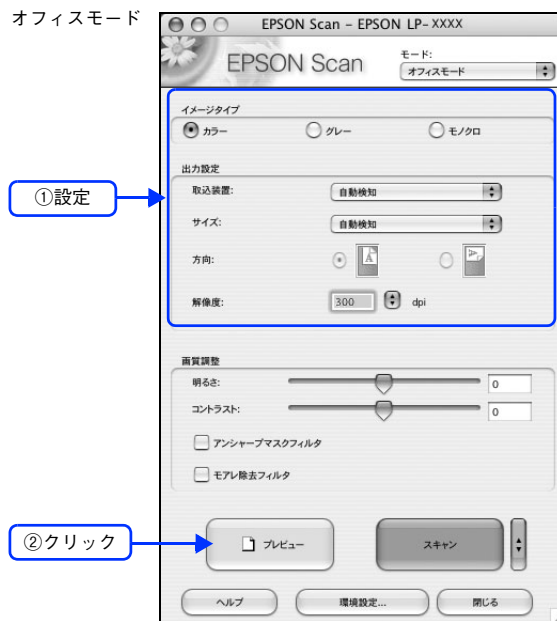 オフィスモード
EPSON Scan – EPSON LP-XXXX
EPSON Scan
モード:
オフィスモード
イメージタイプ
カラー グレー モノクロ
出力設定
①設定
取込装置: 自動検知
サイズ: 自動検知
方向:
解像度: 300 dpi
画質調整
明るさ: 0
コントラスト: 0
アンシャープマスクフィルタ
モアレ除去フィルタ
②クリック
プレビュー スキャン
ヘルプ 環境設定... 閉じる